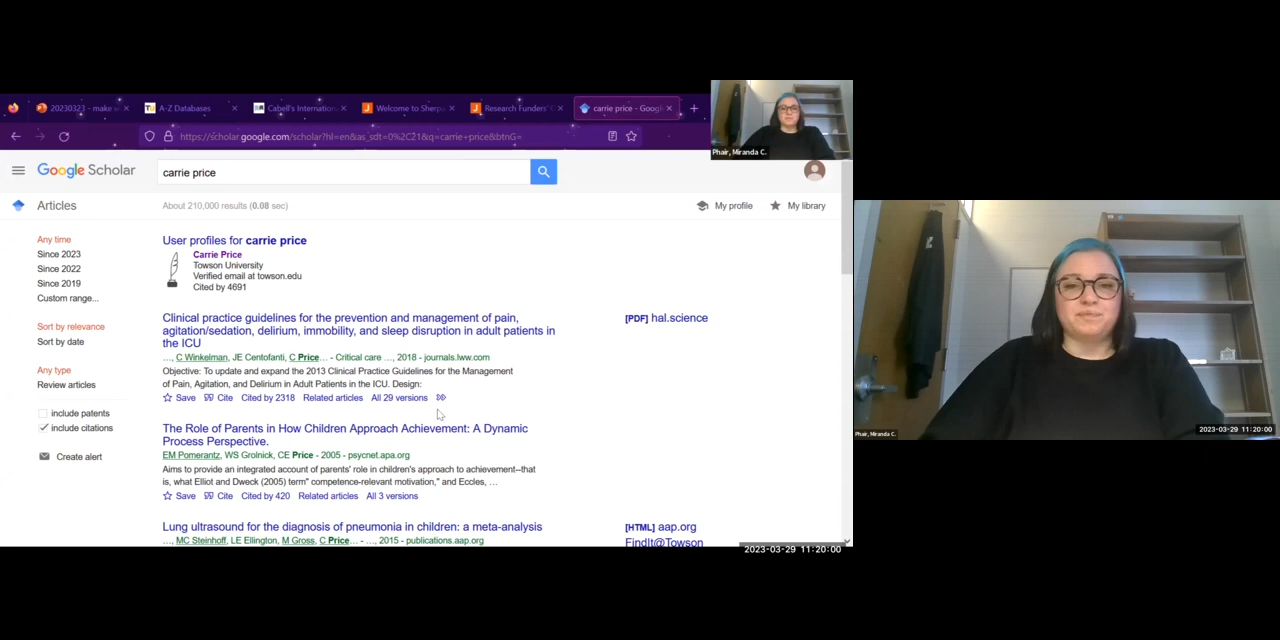 20230323 - make s
A-Z Databases
Cabell's Internation
Welcome to Sherpa
Research Funders' O
carrie price - Googl
https://scholar.google.com/scholar?hl=en&as_sdt=0%2C21&q=carrie+price&btnG=
Phair, Miranda C.
Google Scholar
carrie price
Articles
About 210,000 results (0.08 sec)
My profile
My library
Any time
Since 2023
Since 2022
Since 2019
Custom range...
Sort by relevance
Sort by date
Any type
Review articles
include patents
include citations
Create alert
User profiles for carrie price
Carrie Price
Towson University
Verified email at towson.edu
Cited by 4691
Clinical practice guidelines for the prevention and management of pain,
agitation/sedation, delirium, immobility, and sleep disruption in adult patients in
the ICU
[PDF] hal.science
…, C Winkelman, JE Centofanti, C Price… - Critical care …, 2018 - journals.lww.com
Objective: To update and expand the 2013 Clinical Practice Guidelines for the Management
of Pain, Agitation, and Delirium in Adult Patients in the ICU. Design:
Save Cite Cited by 2318 Related articles All 29 versions
The Role of Parents in How Children Approach Achievement: A Dynamic
Process Perspective.
EM Pomerantz, WS Grolnick, CE Price - 2005 - psycnet.apa.org
Aims to provide an integrated account of parents' role in children's approach to achievement--that
is, what Elliot and Dweck (2005) term" competence-relevant motivation," and Eccles, …
Save Cite Cited by 420 Related articles All 3 versions
Lung ultrasound for the diagnosis of pneumonia in children: a meta-analysis
[HTML] aap.org
…, MC Steinhoff, LE Ellington, M Gross, C Price… - …, 2015 - publications.aap.org
FindIt@Towson
2023-03-29 11:20:00
Phair, Miranda C.
2023-03-29 11:20:00